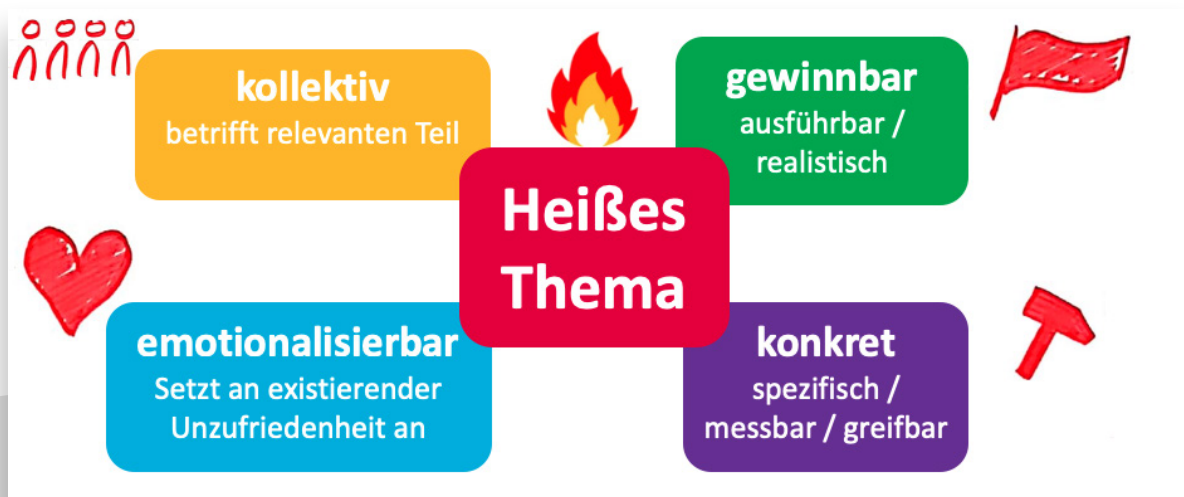 kollektiv
betrifft relevanten Teil
gewinnbar
ausführbar /
realistisch
Heißes
Thema
emotionalisierbar
Setzt an existierender
Unzufriedenheit an
konkret
spezifisch /
messbar / greifbar